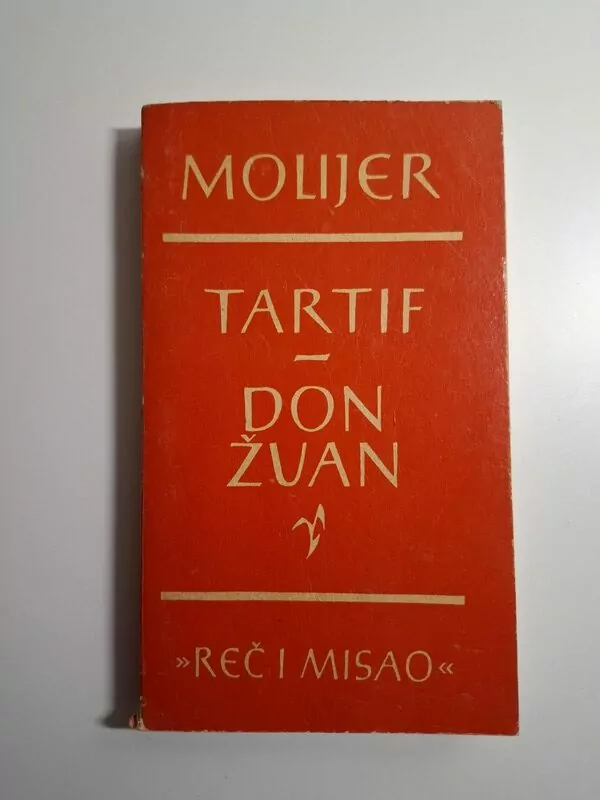 MOLIJER
TARTIF
–
DON
ŽUAN
»REČ I MISAO«